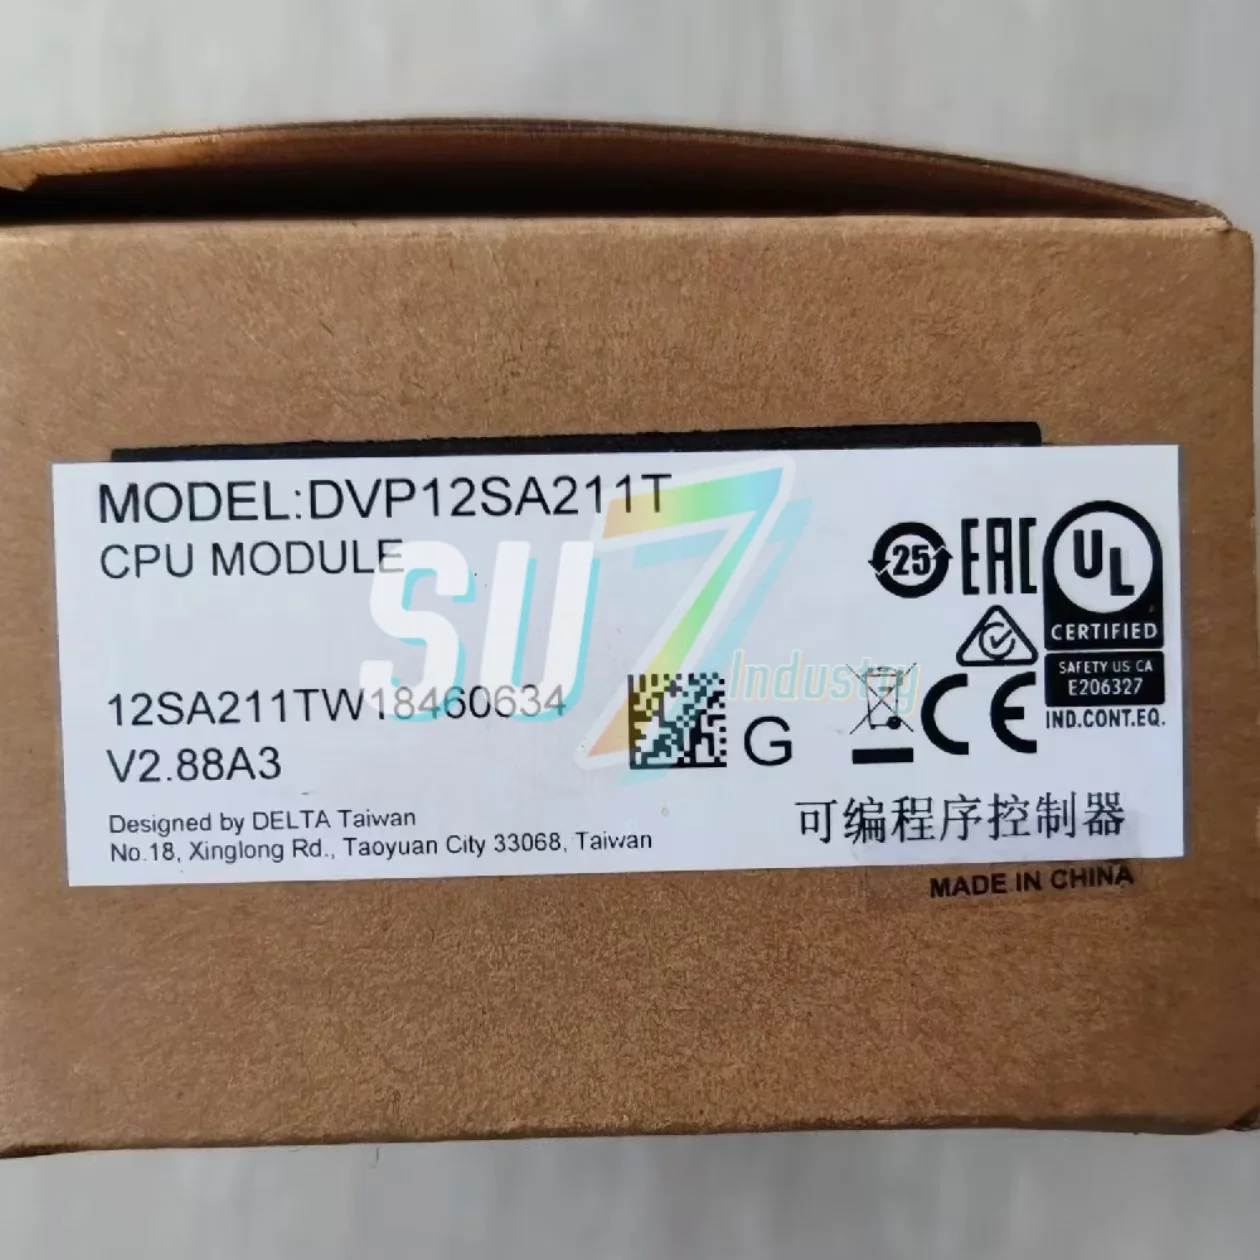 MODEL:DVP12SA211T
CPU MODULE
SU7
Industry
25
EAC
UL
CERTIFIED
SAFETY US CA
E206327
IND.CONT.EQ.
CE
12SA211TW18460634
G
V2.88A3
Designed by DELTA Taiwan
No.18, Xinglong Rd., Taoyuan City 33068, Taiwan
可编程序控制器
MADE IN CHINA